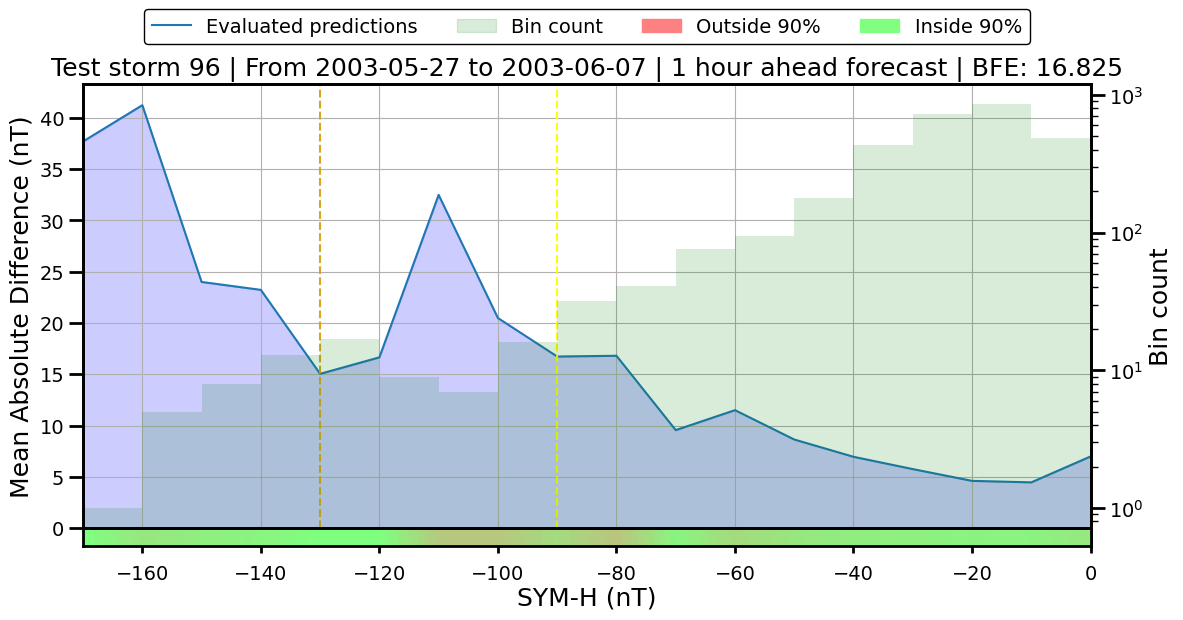 Evaluated predictions Bin count Outside 90% Inside 90%
Test storm 96 | From 2003-05-27 to 2003-06-07 | 1 hour ahead forecast | BFE: 16.825
Mean Absolute Difference (nT)
40
35
30
25
20
15
10
5
0
10³
10²
10¹
10⁰
Bin count
−160 −140 −120 −100 −80 −60 −40 −20 0
SYM-H (nT)